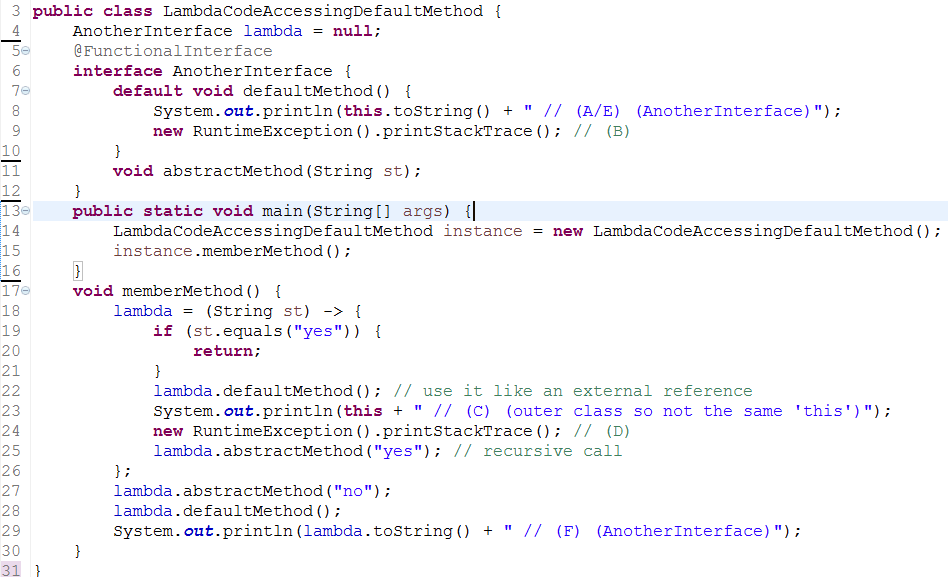 3 public class LambdaCodeAccessingDefaultMethod {
4     AnotherInterface lambda = null;
5     @FunctionalInterface
6     interface AnotherInterface {
7         default void defaultMethod() {
8             System.out.println(this.toString() + " // (A/E) (AnotherInterface)");
9             new RuntimeException().printStackTrace(); // (B)
10         }
11         void abstractMethod(String st);
12     }
13     public static void main(String[] args) {
14         LambdaCodeAccessingDefaultMethod instance = new LambdaCodeAccessingDefaultMethod();
15         instance.memberMethod();
16     }
17     void memberMethod() {
18         lambda = (String st) -> {
19             if (st.equals("yes")) {
20                 return;
21             }
22             lambda.defaultMethod(); // use it like an external reference
23             System.out.println(this + " // (C) (outer class so not the same 'this')");
24             new RuntimeException().printStackTrace(); // (D)
25             lambda.abstractMethod("yes"); // recursive call
26         };
27         lambda.abstractMethod("no");
28         lambda.defaultMethod();
29         System.out.println(lambda.toString() + " // (F) (AnotherInterface)");
30     }
31 }